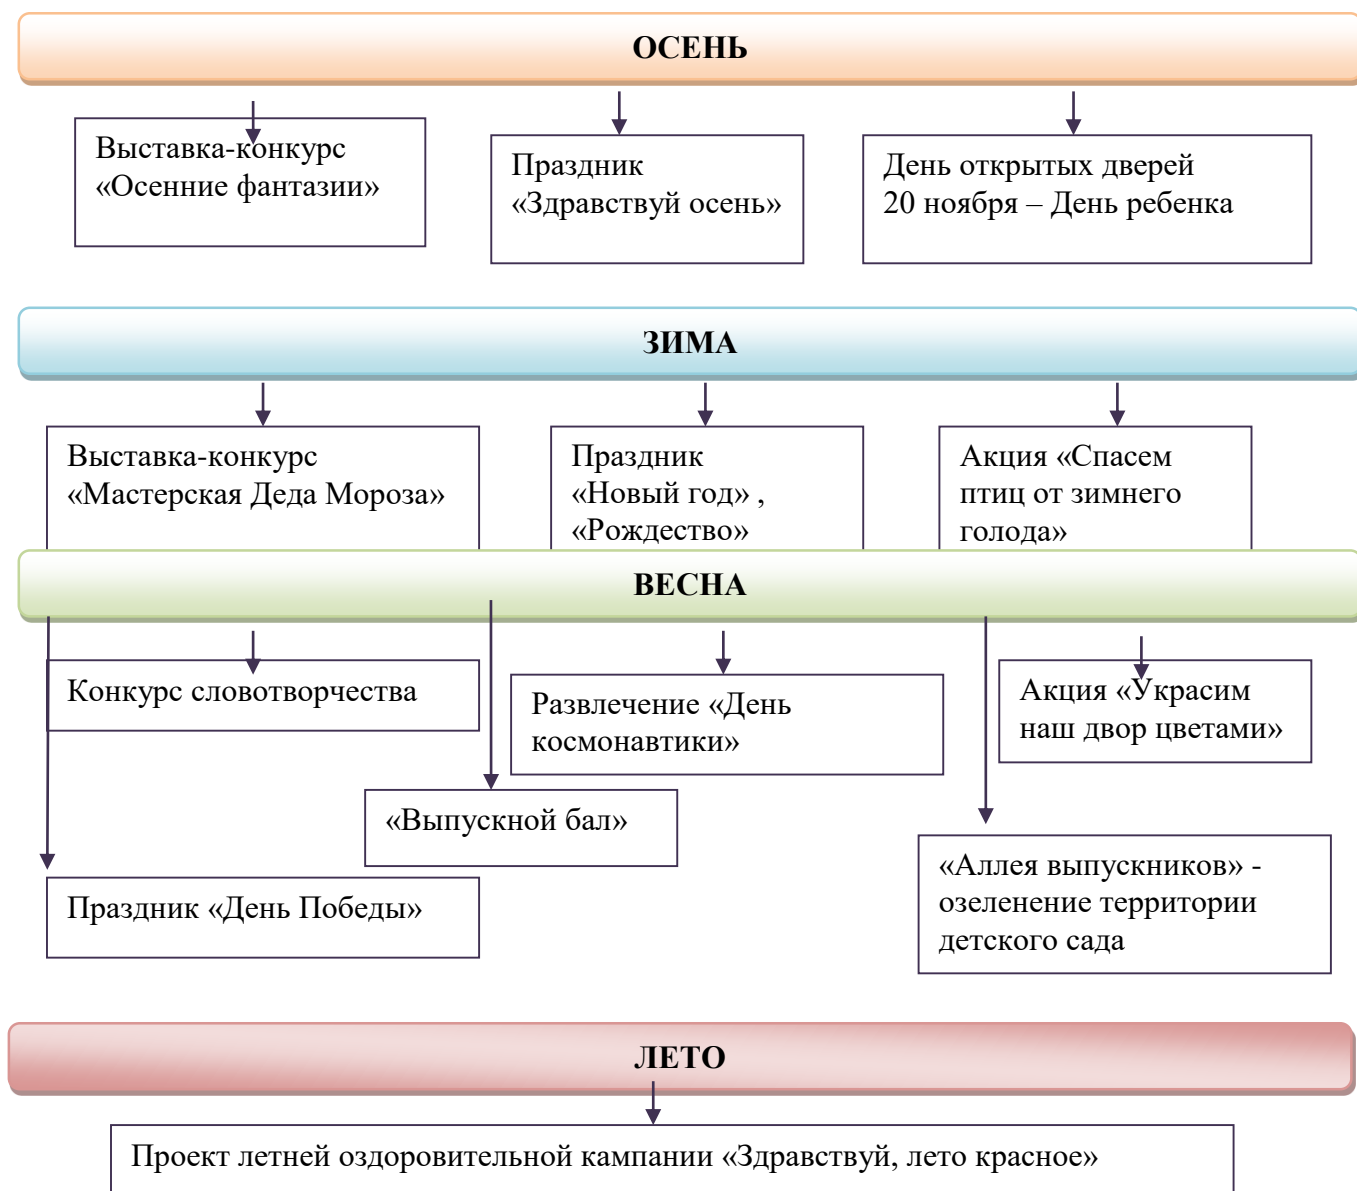 ОСЕНЬ
Выставка-конкурс
«Осенние фантазии»
Праздник
«Здравствуй осень»
День открытых дверей
20 ноября – День ребенка
ЗИМА
Выставка-конкурс
«Мастерская Деда Мороза»
Праздник
«Новый год» ,
«Рождество»
Акция «Спасем
птиц от зимнего
голода»
ВЕСНА
Конкурс словотворчества
Развлечение «День
космонавтики»
Акция «Украсим
наш двор цветами»
«Выпускной бал»
«Аллея выпускников» -
озеленение территории
детского сада
Праздник «День Победы»
ЛЕТО
Проект летней оздоровительной кампании «Здравствуй, лето красное»